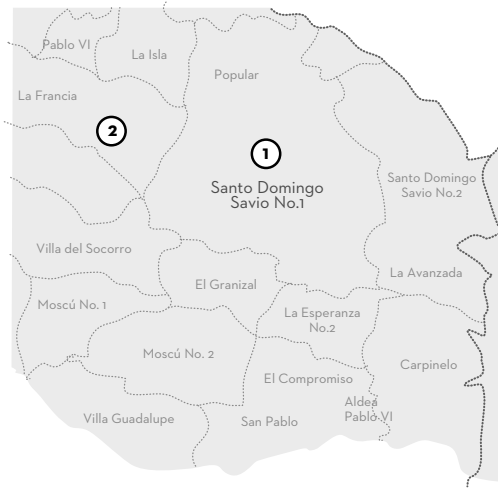 Pablo VI
La Isla
Popular
La Francia
2
1
Santo Domingo
Savio No.1
Santo Domingo
Savio No.2
Villa del Socorro
El Granizal
La Avanzada
Moscú No. 1
La Esperanza
No.2
Moscú No. 2
Carpinelo
El Compromiso
Aldea
Pablo VI
Villa Guadalupe
San Pablo